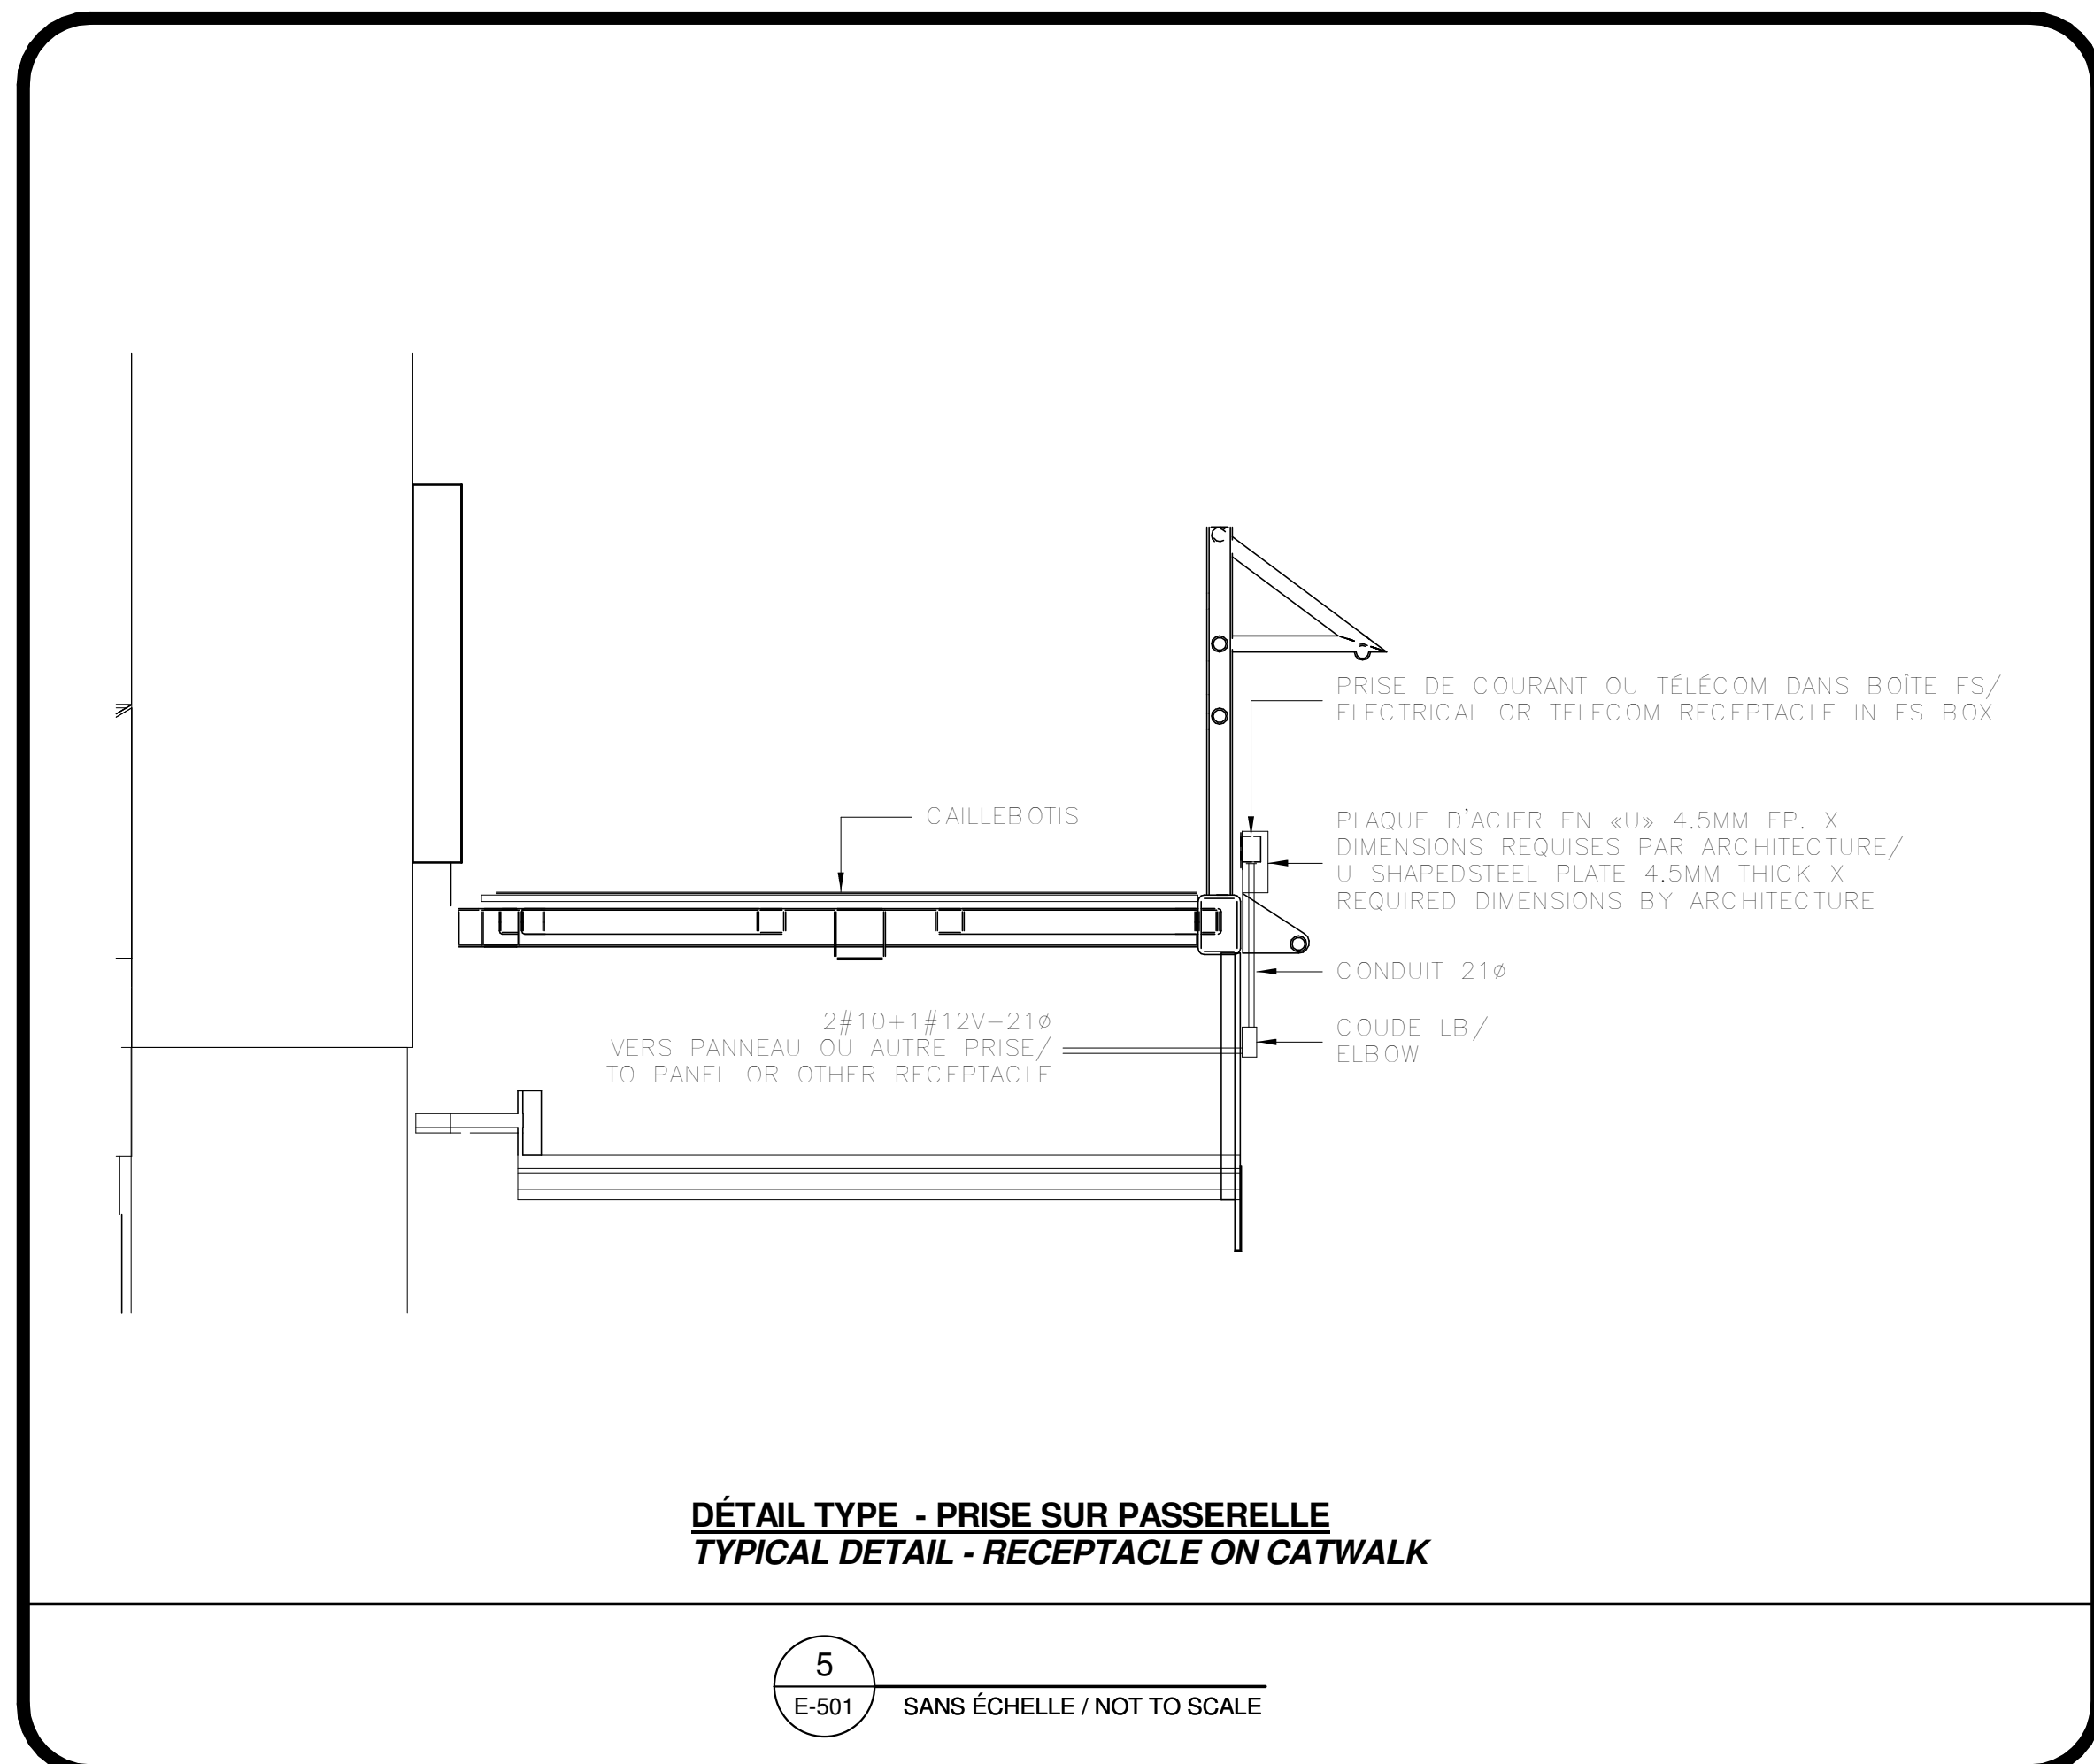 PRISE DE COURANT OU TÉLÉCOM DANS BOÎTE FS/
ELECTRICAL OR TELECOM RECEPTACLE IN FS BOX
CAILLEBOTIS
PLAQUE D'ACIER EN «U» 4.5MM EP. X
DIMENSIONS REQUISES PAR ARCHITECTURE/
U SHAPEDSTEEL PLATE 4.5MM THICK X
REQUIRED DIMENSIONS BY ARCHITECTURE
CONDUIT 21ø
2#10+1#12V-21ø
VERS PANNEAU OU AUTRE PRISE/
TO PANEL OR OTHER RECEPTACLE
COUDE LB/
ELBOW
DÉTAIL TYPE - PRISE SUR PASSERELLE
TYPICAL DETAIL - RECEPTACLE ON CATWALK
5
E-501
SANS ÉCHELLE / NOT TO SCALE